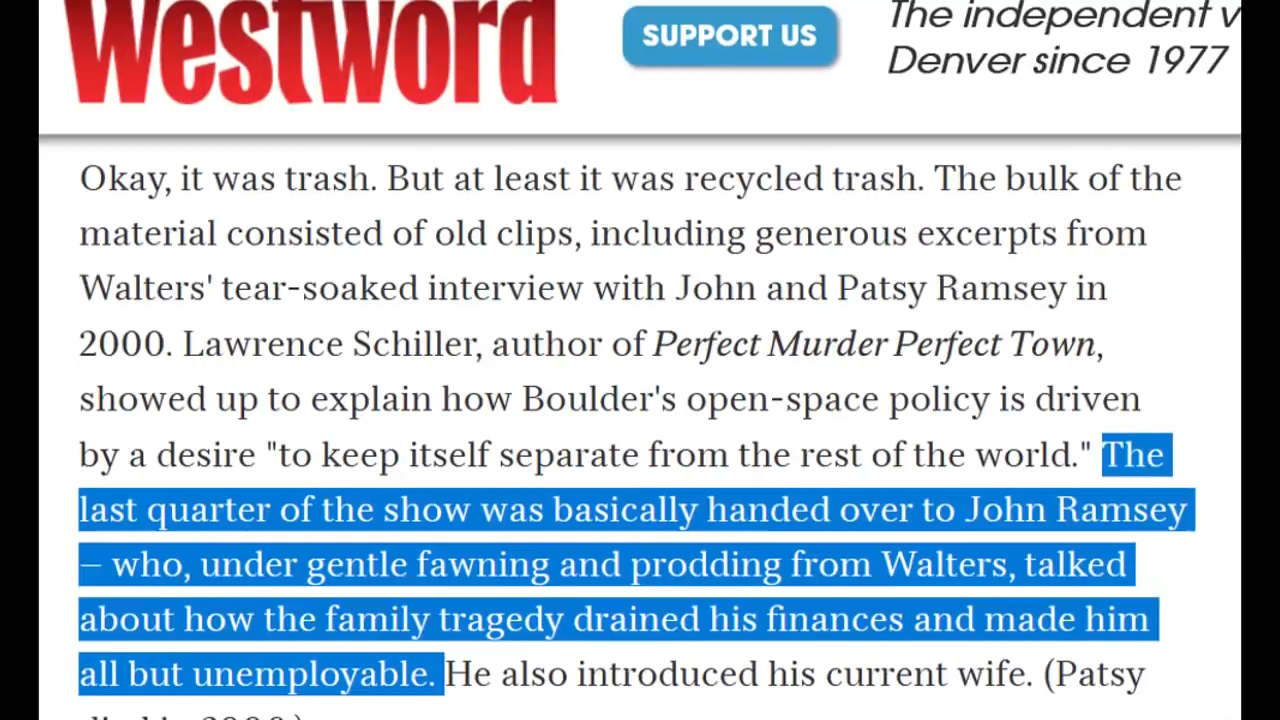 Westword
SUPPORT US
The independent v
Denver since 1977
Okay, it was trash. But at least it was recycled trash. The bulk of the
material consisted of old clips, including generous excerpts from
Walters' tear-soaked interview with John and Patsy Ramsey in
2000. Lawrence Schiller, author of Perfect Murder Perfect Town,
showed up to explain how Boulder's open-space policy is driven
by a desire "to keep itself separate from the rest of the world." The
last quarter of the show was basically handed over to John Ramsey
— who, under gentle fawning and prodding from Walters, talked
about how the family tragedy drained his finances and made him
all but unemployable. He also introduced his current wife. (Patsy